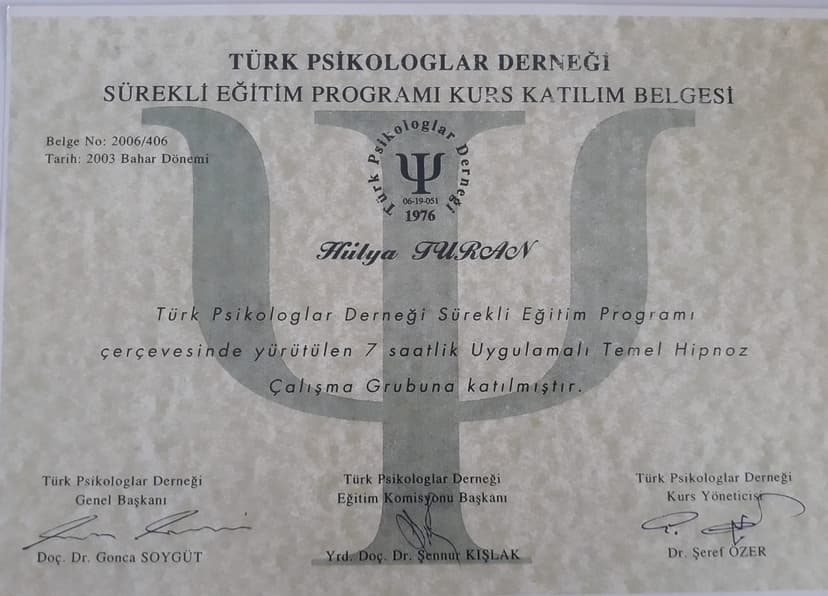 TÜRK PSİKOLOGLAR DERNEĞİ
SÜREKLİ EĞİTİM PROGRAMI KURS KATILIM BELGESİ
Belge No: 2006/406
Tarih: 2003 Bahar Dönemi
Türk Psikologlar Derneği
Ψ
06-19-051
1976
Hülya TURAN
Türk Psikologlar Derneği Sürekli Eğitim Programı
çerçevesinde yürütülen 7 saatlik Uygulamalı Temel Hipnoz
Çalışma Grubuna katılmıştır.
Türk Psikologlar Derneği
Genel Başkanı
Doç. Dr. Gonca SOYGÜT
Türk Psikologlar Derneği
Eğitim Komisyonu Başkanı
Yrd. Doç. Dr. Şennur KIŞLAK
Türk Psikologlar Derneği
Kurs Yöneticisi
Dr. Şeref ÖZER